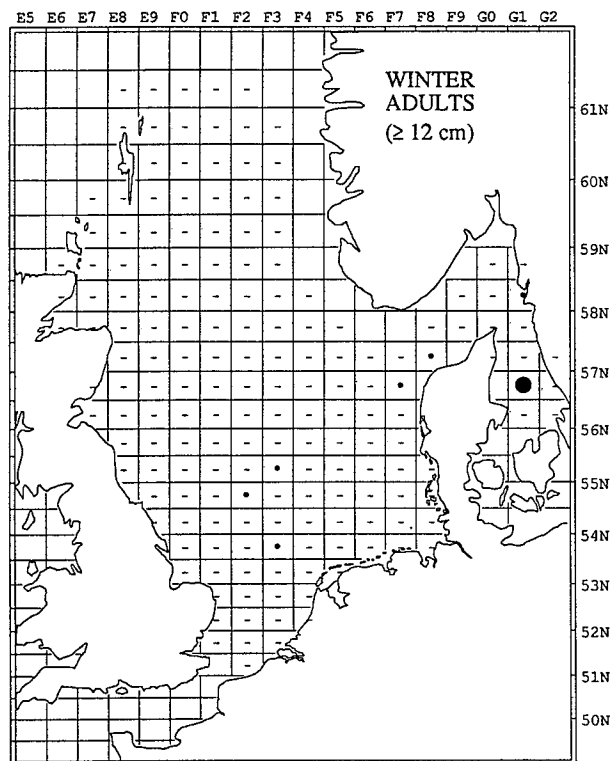 E5 E6 E7 E8 E9 F0 F1 F2 F3 F4 F5 F6 F7 F8 F9 G0 G1 G2
WINTER
ADULTS
(≥ 12 cm)
61N
60N
59N
58N
57N
56N
55N
54N
53N
52N
51N
50N